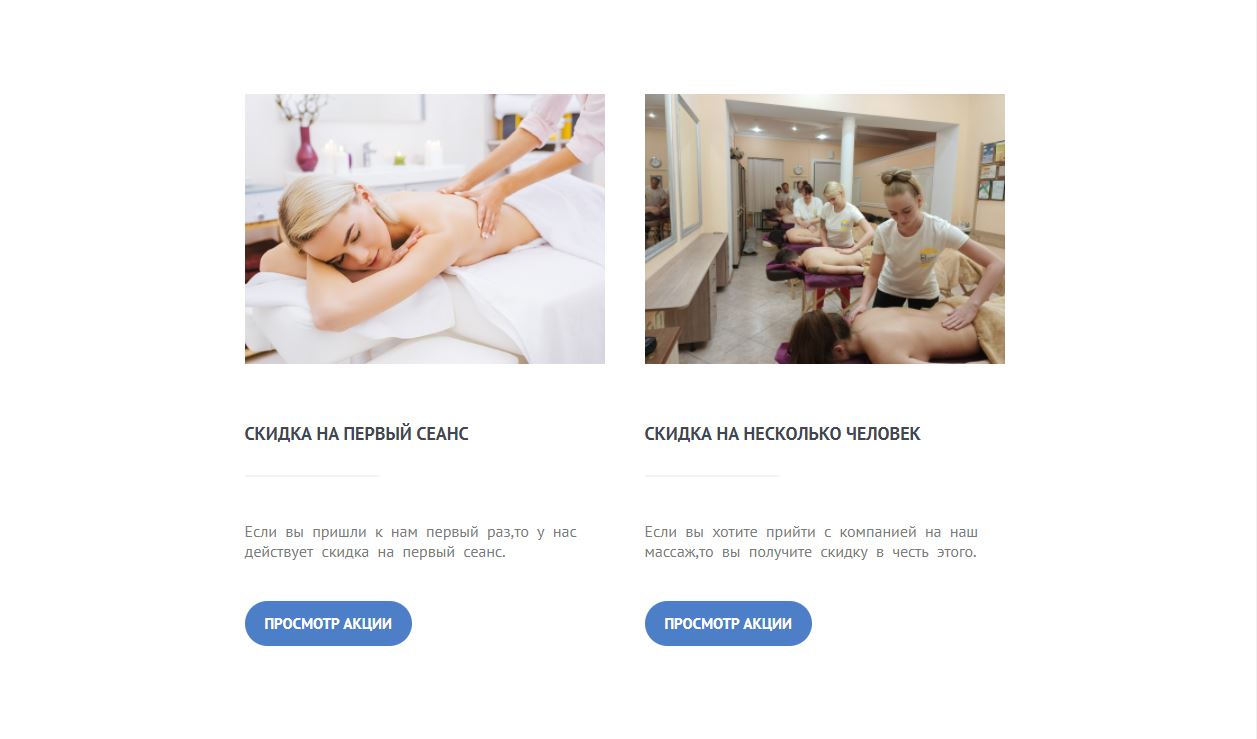 СКИДКА НА ПЕРВЫЙ СЕАНС
Если вы пришли к нам первый раз,то у нас
действует скидка на первый сеанс.
ПРОСМОТР АКЦИИ
СКИДКА НА НЕСКОЛЬКО ЧЕЛОВЕК
Если вы хотите прийти с компанией на наш
массаж,то вы получите скидку в честь этого.
ПРОСМОТР АКЦИИ